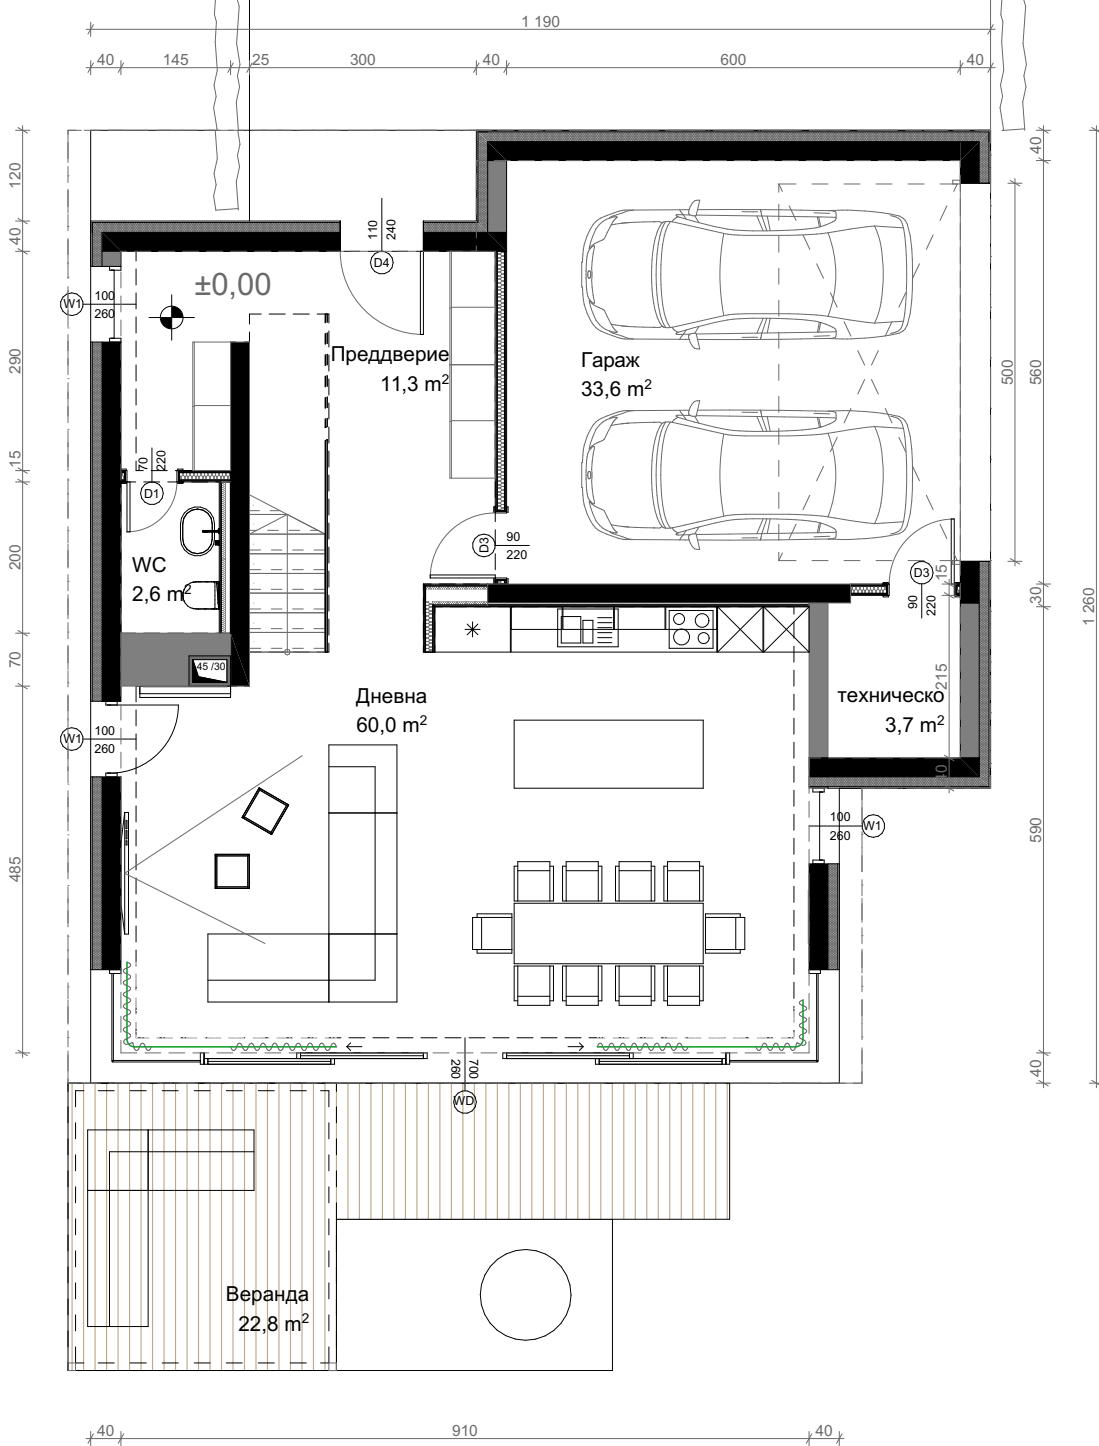 1 190
40 145 25 300 40 600 40
120
40
290
15
200
70
485
40
560
500
30
590
40
1 260
110
240
D4
±0,00
W1
100
260
Преддверие
11,3 m²
Гараж
33,6 m²
70
220
D1
D3
90
220
WC
2,6 m²
D3
90
220
15
45 /30
Дневна
60,0 m²
215
техническо
3,7 m²
40
W1
100
260
100
260
W1
260
700
WD
Веранда
22,8 m²
40 910 40